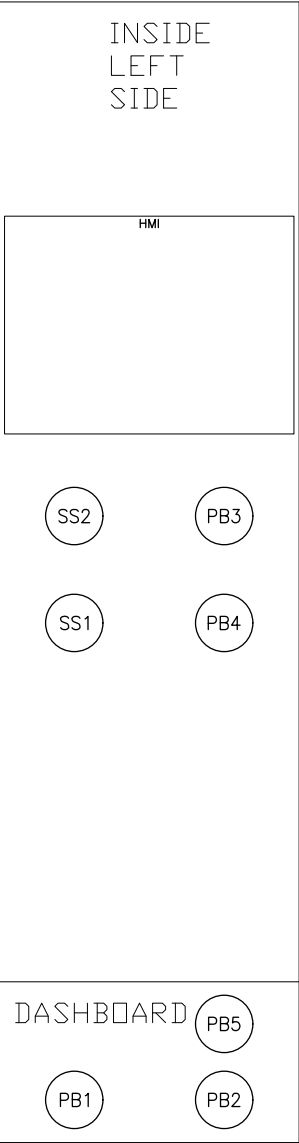 INSIDE
LEFT
SIDE
HMI
SS2 PB3
SS1 PB4
DASHBOARD PB5
PB1 PB2